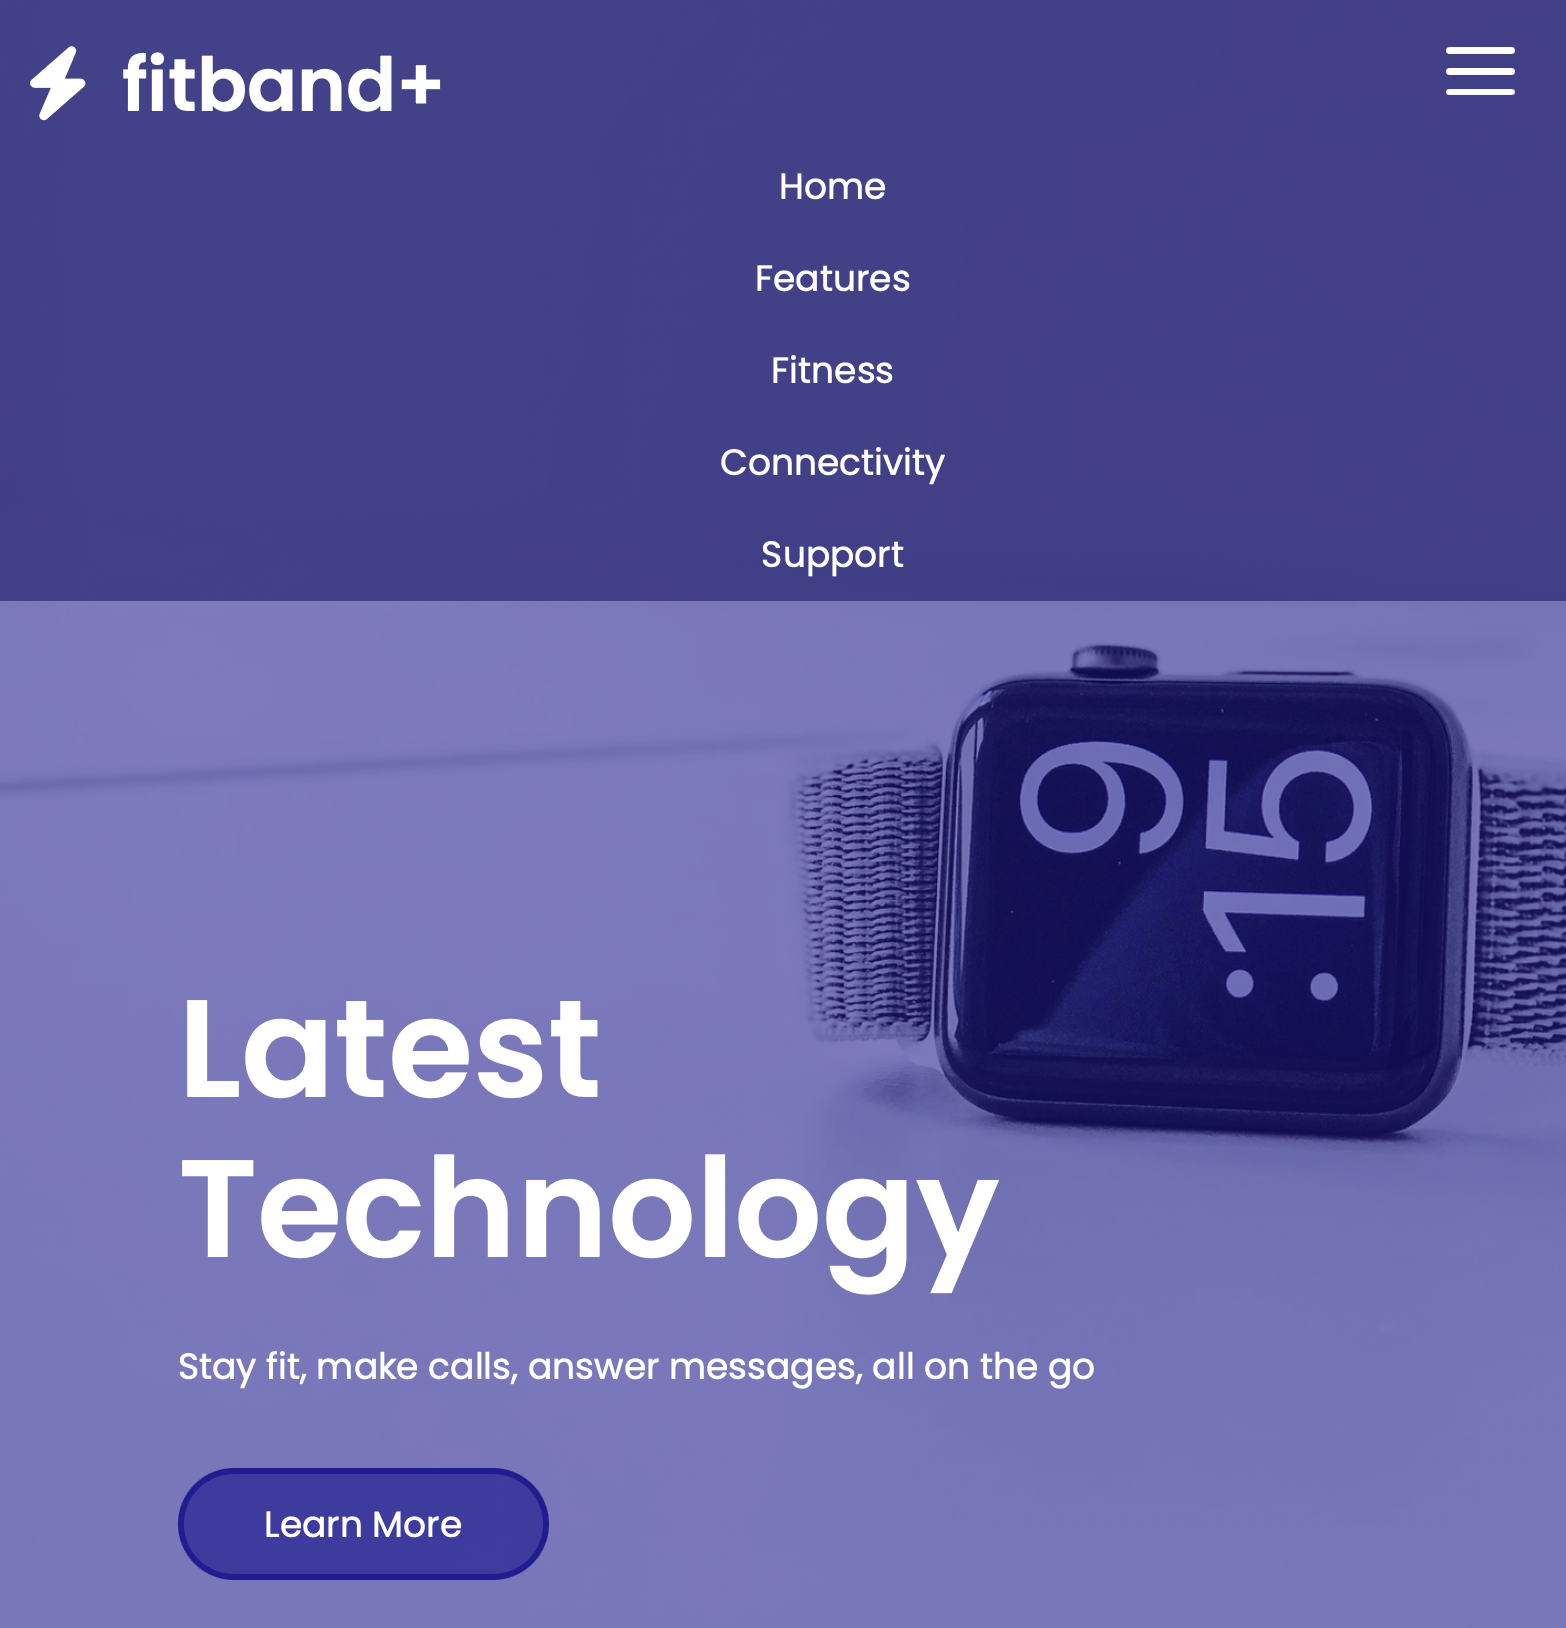 fitband+
Home
Features
Fitness
Connectivity
Support
9
:15
Latest
Technology
Stay fit, make calls, answer messages, all on the go
Learn More